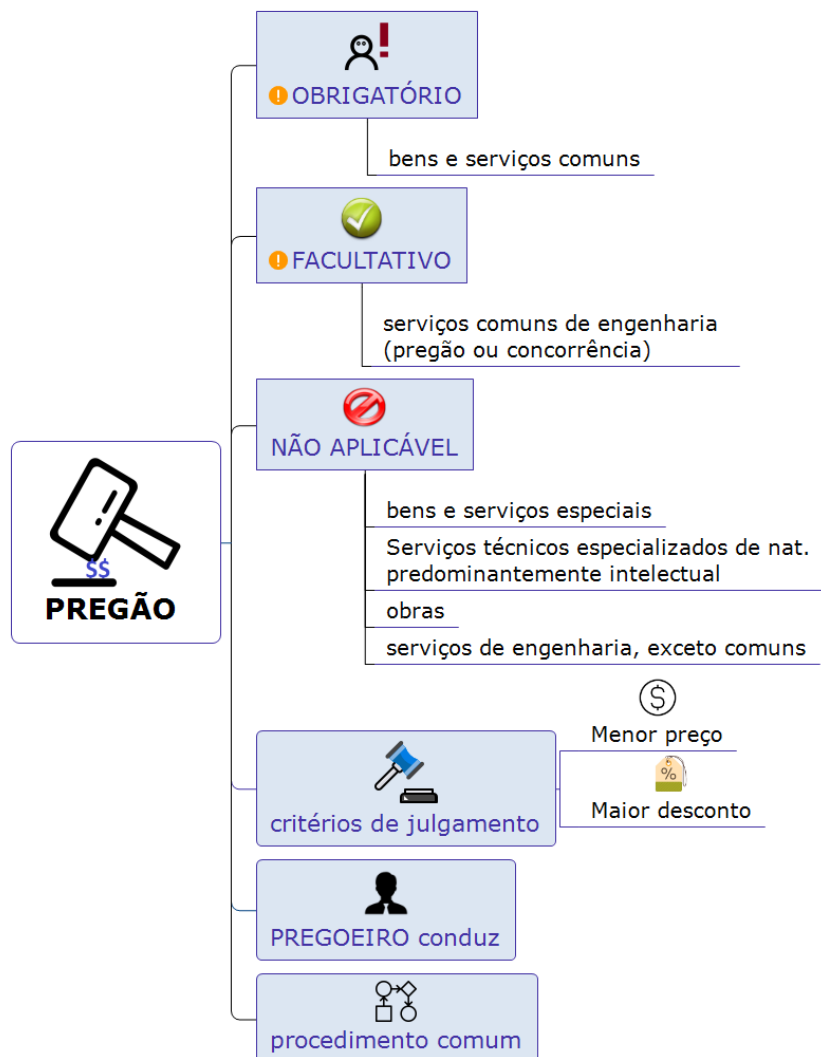 OBRIGATÓRIO
bens e serviços comuns
FACULTATIVO
serviços comuns de engenharia
(pregão ou concorrência)
NÃO APLICÁVEL
bens e serviços especiais
Serviços técnicos especializados de nat.
predominantemente intelectual
obras
serviços de engenharia, exceto comuns
$$
PREGÃO
critérios de julgamento
$
Menor preço
%
Maior desconto
PREGOEIRO conduz
procedimento comum